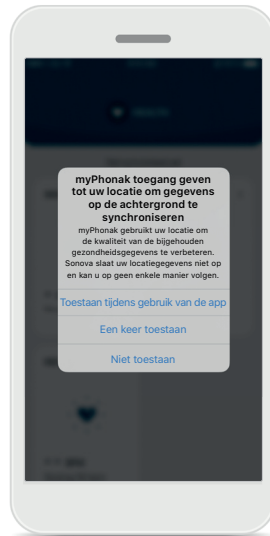 myPhonak toegang geven
tot uw locatie om gegevens
op de achtergrond te
synchroniseren
myPhonak gebruikt uw locatie om
de kwaliteit van de bijgehouden
gezondheidsgegevens te verbeteren.
Sonova slaat uw locatiegegevens niet op
en kan u op geen enkele manier volgen.
Toestaan tijdens gebruik van de app
Een keer toestaan
Niet toestaan